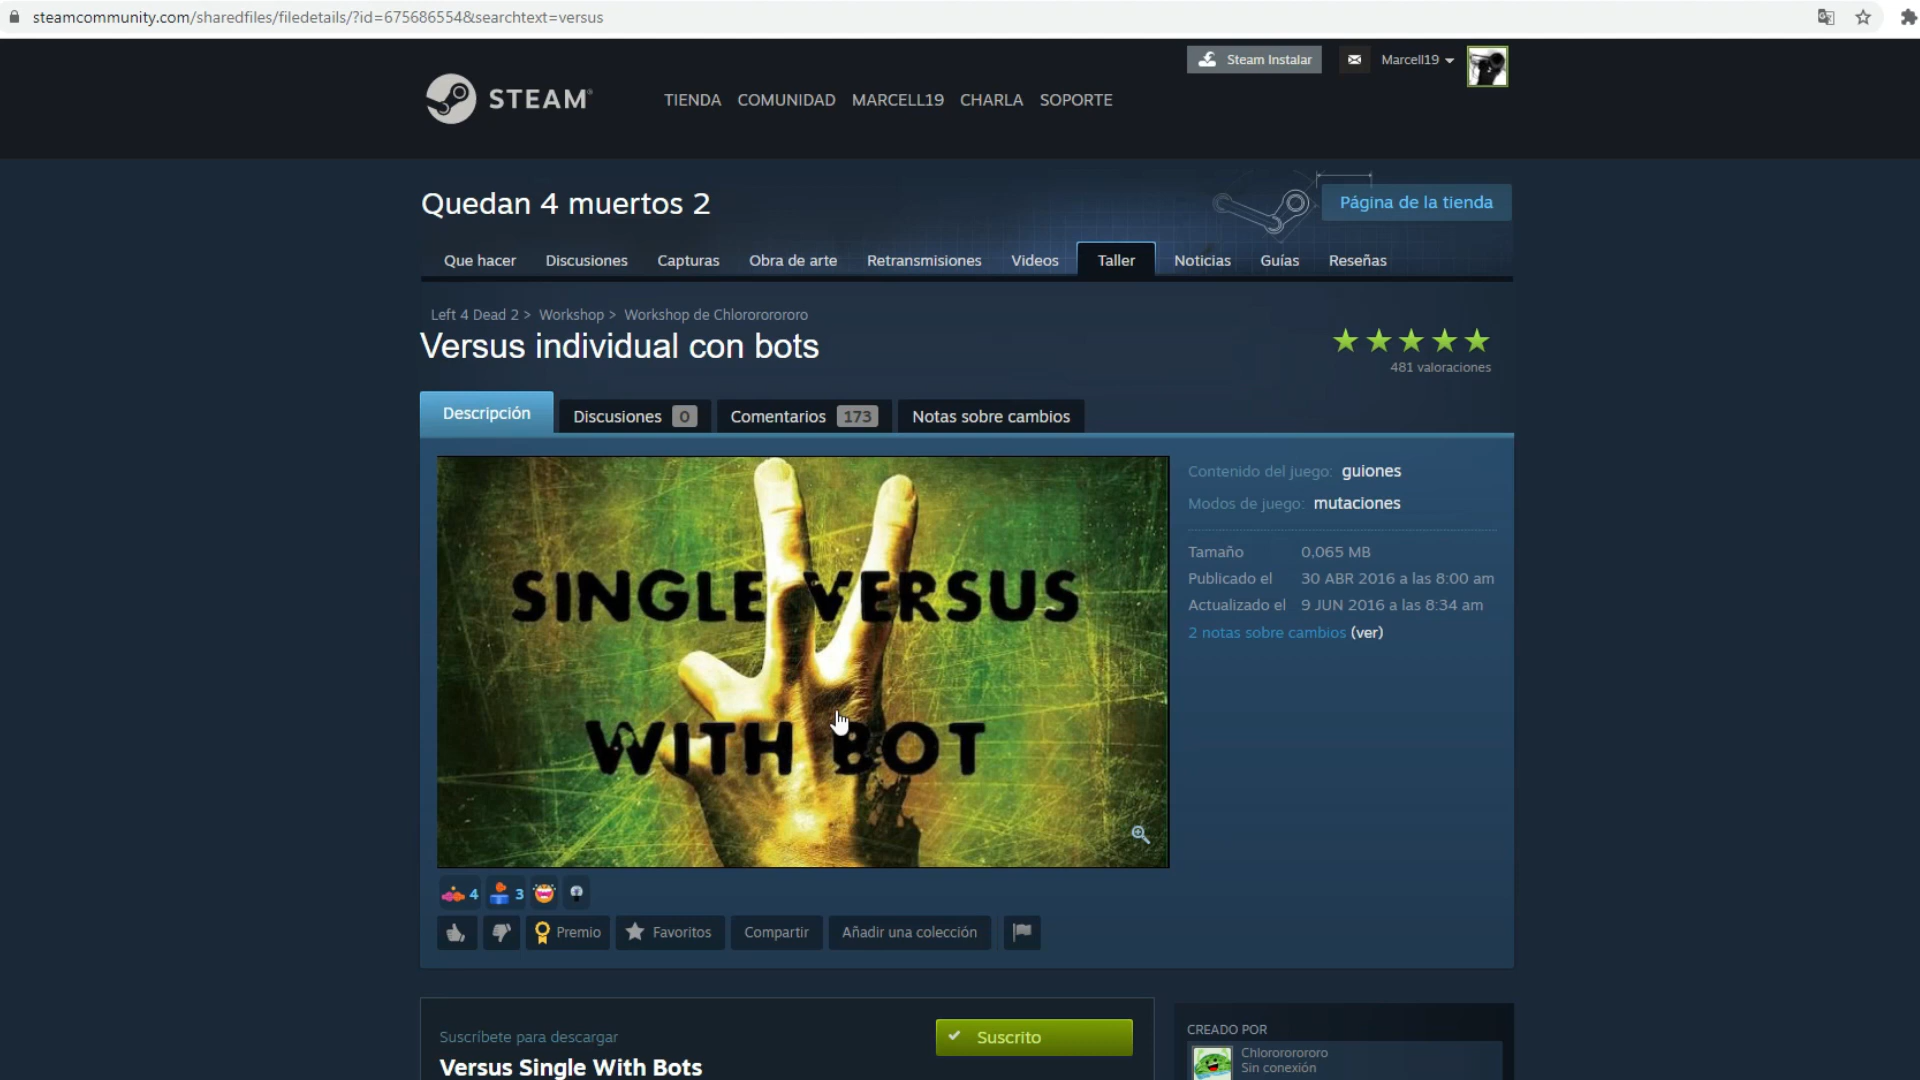 steamcommunity.com/sharedfiles/filedetails/?id=675686554&searchtext=versus
Steam Instalar
Marcell19
STEAM
TIENDA COMUNIDAD MARCELL19 CHARLA SOPORTE
Quedan 4 muertos 2
Página de la tienda
Que hacer Discusiones Capturas Obra de arte Retransmisiones Videos Taller Noticias Guías Reseñas
Left 4 Dead 2 > Workshop > Workshop de Chlororororo
Versus individual con bots
481 valoraciones
Descripción Discusiones 0 Comentarios 173 Notas sobre cambios
SINGLE VERSUS
WITH BOT
Contenido del juego: guiones
Modos de juego: mutaciones
Tamaño 0,065 MB
Publicado el 30 ABR 2016 a las 8:00 am
Actualizado el 9 JUN 2016 a las 8:34 am
2 notas sobre cambios (ver)
4 3
Premio Favoritos Compartir Añadir una colección
Suscríbete para descargar
Versus Single With Bots
Suscrito
CREADO POR
Chlororororo
Sin conexión